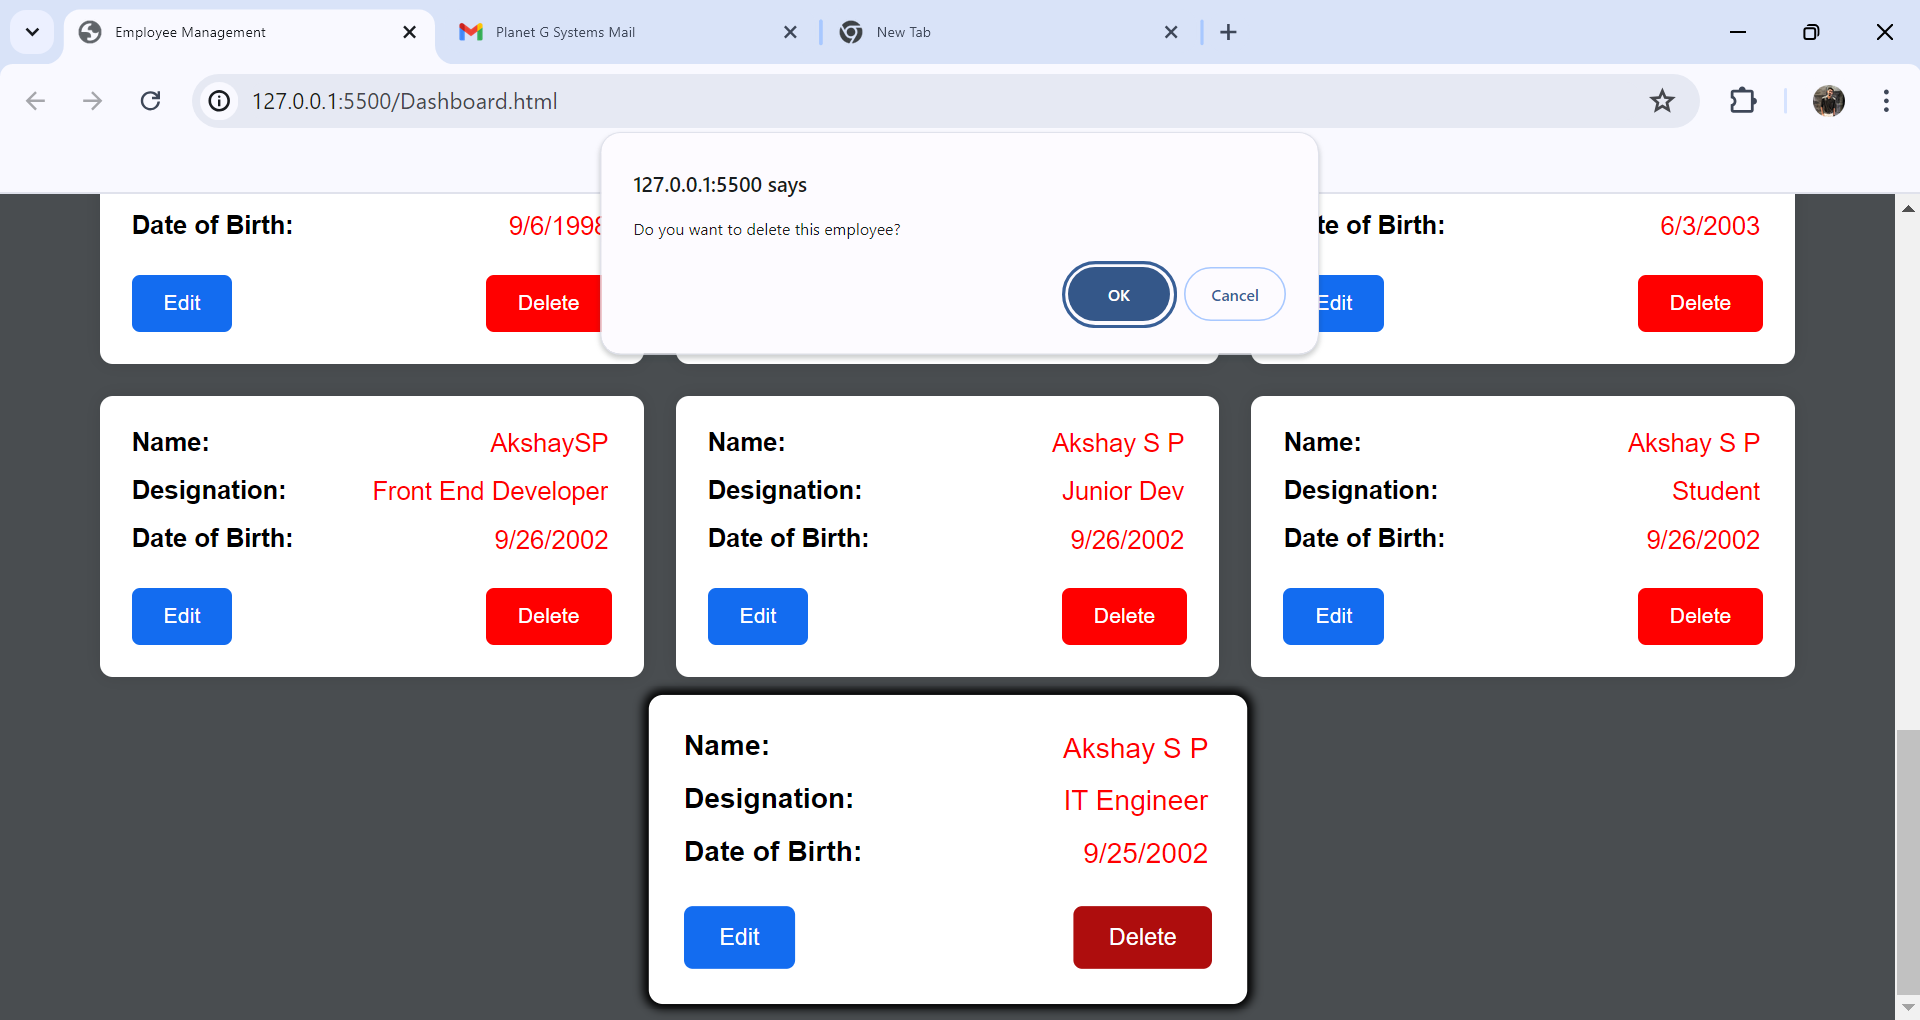 Employee Management
Planet G Systems Mail
New Tab
127.0.0.1:5500/Dashboard.html
127.0.0.1:5500 says
Do you want to delete this employee?
OK
Cancel
Date of Birth:
9/6/1998
Edit
Delete
te of Birth:
6/3/2003
Edit
Delete
Name:
AkshaySP
Designation:
Front End Developer
Date of Birth:
9/26/2002
Edit
Delete
Name:
Akshay S P
Designation:
Junior Dev
Date of Birth:
9/26/2002
Edit
Delete
Name:
Akshay S P
Designation:
Student
Date of Birth:
9/26/2002
Edit
Delete
Name:
Akshay S P
Designation:
IT Engineer
Date of Birth:
9/25/2002
Edit
Delete